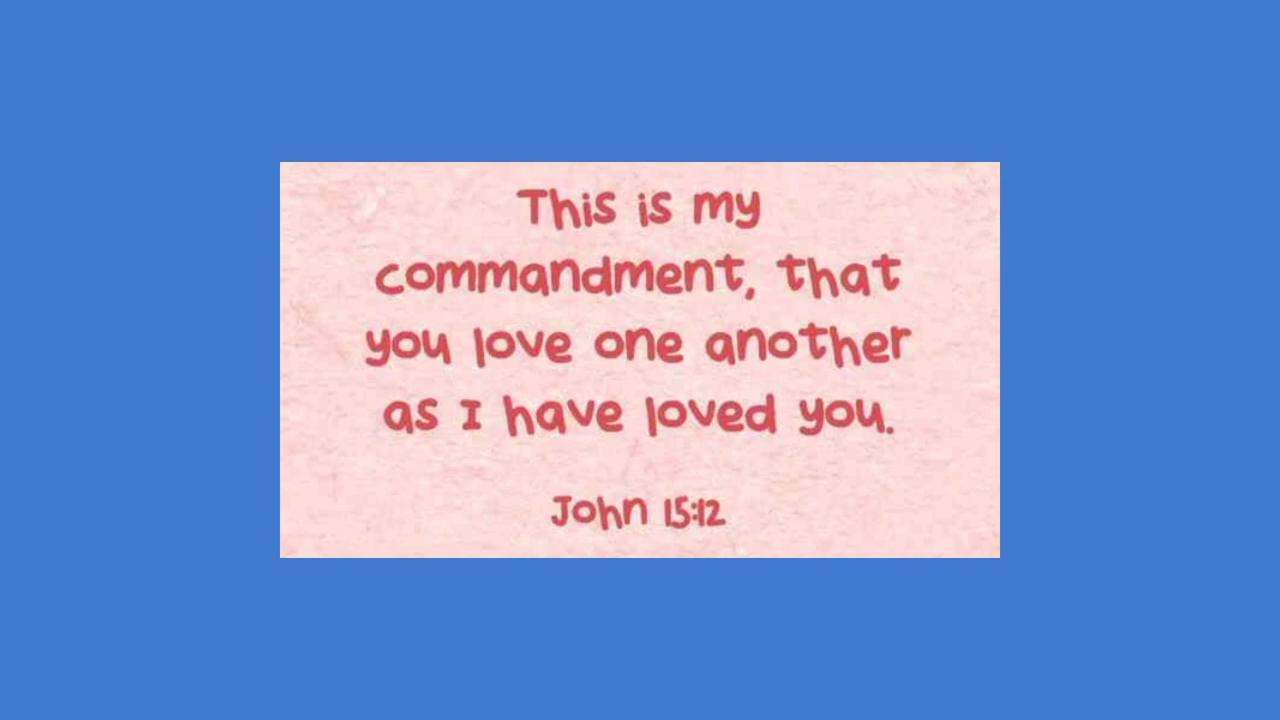 This is my
commandment, that
you love one another
as I have loved you.
John 15:12